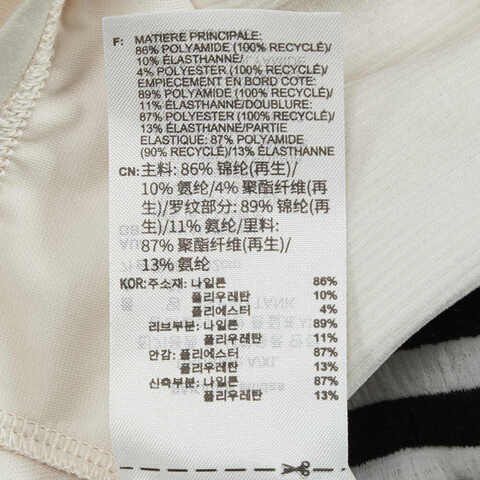 F: MATIERE PRINCIPALE:
86% POLYAMIDE (100% RECYCLÉ)/
10% ÉLASTHANNE/
4% POLYESTER (100% RECYCLÉ)/
EMPIECEMENT EN BORD COTE:
89% POLYAMIDE (100% RECYCLÉ)/
11% ÉLASTHANNE/DOUBLURE:
87% POLYESTER (100% RECYCLÉ)/
13% ÉLASTHANNE/PARTIE
ELASTIQUE: 87% POLYAMIDE
(90% RECYCLÉ)/13% ÉLASTHANNE
CN: 主料: 86% 锦纶(再生)/
10% 氨纶/4% 聚酯纤维(再
生)/罗纹部分: 89% 锦纶(再
生)/11% 氨纶/里料:
87% 聚酯纤维(再生)/
13% 氨纶
KOR: 주소재: 나일론 86%
폴리우레탄 10%
폴리에스터 4%
리브부분: 나일론 89%
폴리우레탄 11%
안감: 폴리에스터 87%
폴리우레탄 13%
신축부분: 나일론 87%
폴리우레탄 13%